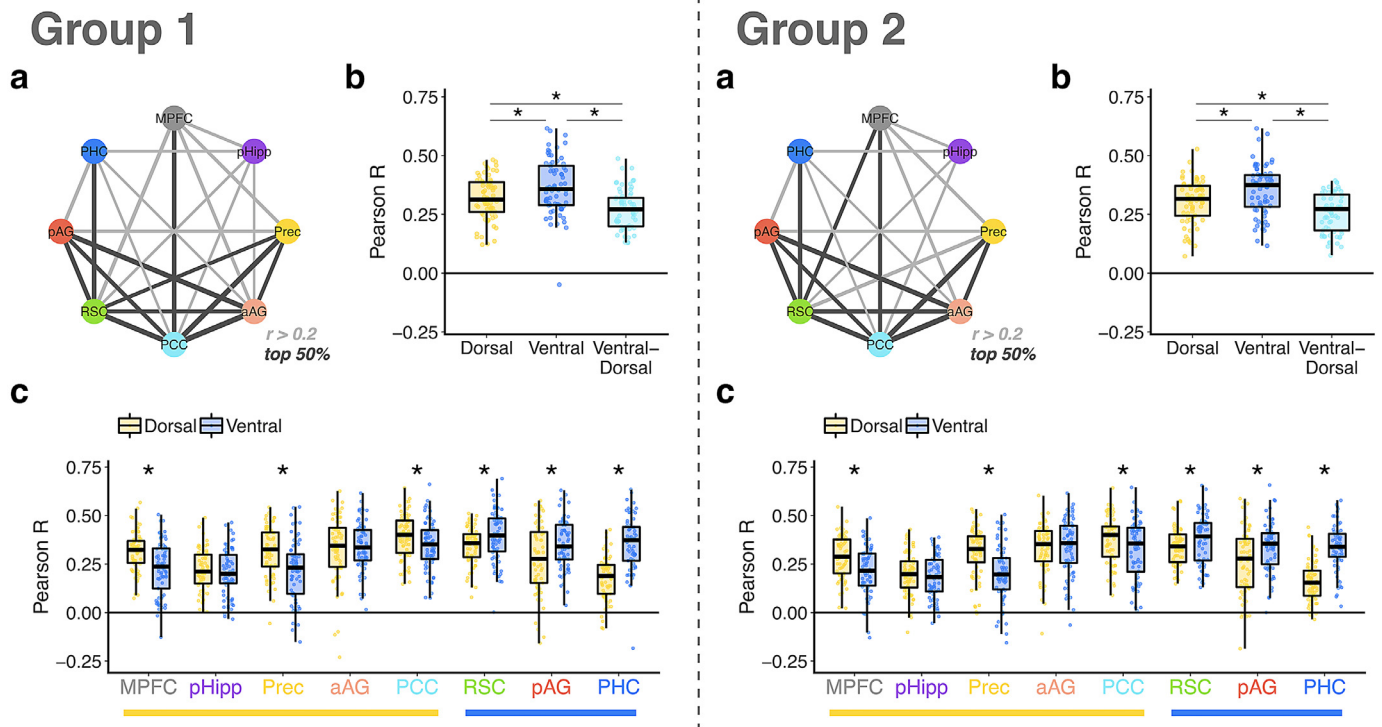 Group 1
a
MPFC
PHC
pHipp
pAG
Prec
RSC
aAG
PCC
r > 0.2
top 50%
b
Pearson R
0.75
0.50
0.25
0.00
−0.25
*
* *
Dorsal Ventral Ventral–
Dorsal
c
Dorsal Ventral
Pearson R
0.75
0.50
0.25
0.00
−0.25
* * * * * *
MPFC pHipp Prec aAG PCC RSC pAG PHC
Group 2
a
MPFC
PHC
pHipp
pAG
Prec
RSC
aAG
PCC
r > 0.2
top 50%
b
Pearson R
0.75
0.50
0.25
0.00
−0.25
*
* *
Dorsal Ventral Ventral–
Dorsal
c
Dorsal Ventral
Pearson R
0.75
0.50
0.25
0.00
−0.25
* * * * * *
MPFC pHipp Prec aAG PCC RSC pAG PHC